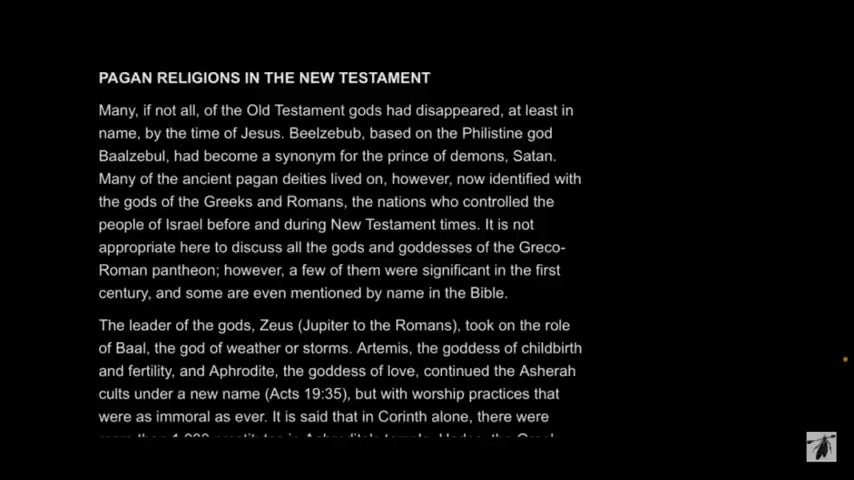 PAGAN RELIGIONS IN THE NEW TESTAMENT
Many, if not all, of the Old Testament gods had disappeared, at least in
name, by the time of Jesus. Beelzebub, based on the Philistine god
Baalzebul, had become a synonym for the prince of demons, Satan.
Many of the ancient pagan deities lived on, however, now identified with
the gods of the Greeks and Romans, the nations who controlled the
people of Israel before and during New Testament times. It is not
appropriate here to discuss all the gods and goddesses of the Greco-
Roman pantheon; however, a few of them were significant in the first
century, and some are even mentioned by name in the Bible.
The leader of the gods, Zeus (Jupiter to the Romans), took on the role
of Baal, the god of weather or storms. Artemis, the goddess of childbirth
and fertility, and Aphrodite, the goddess of love, continued the Asherah
cults under a new name (Acts 19:35), but with worship practices that
were as immoral as ever. It is said that in Corinth alone, there were